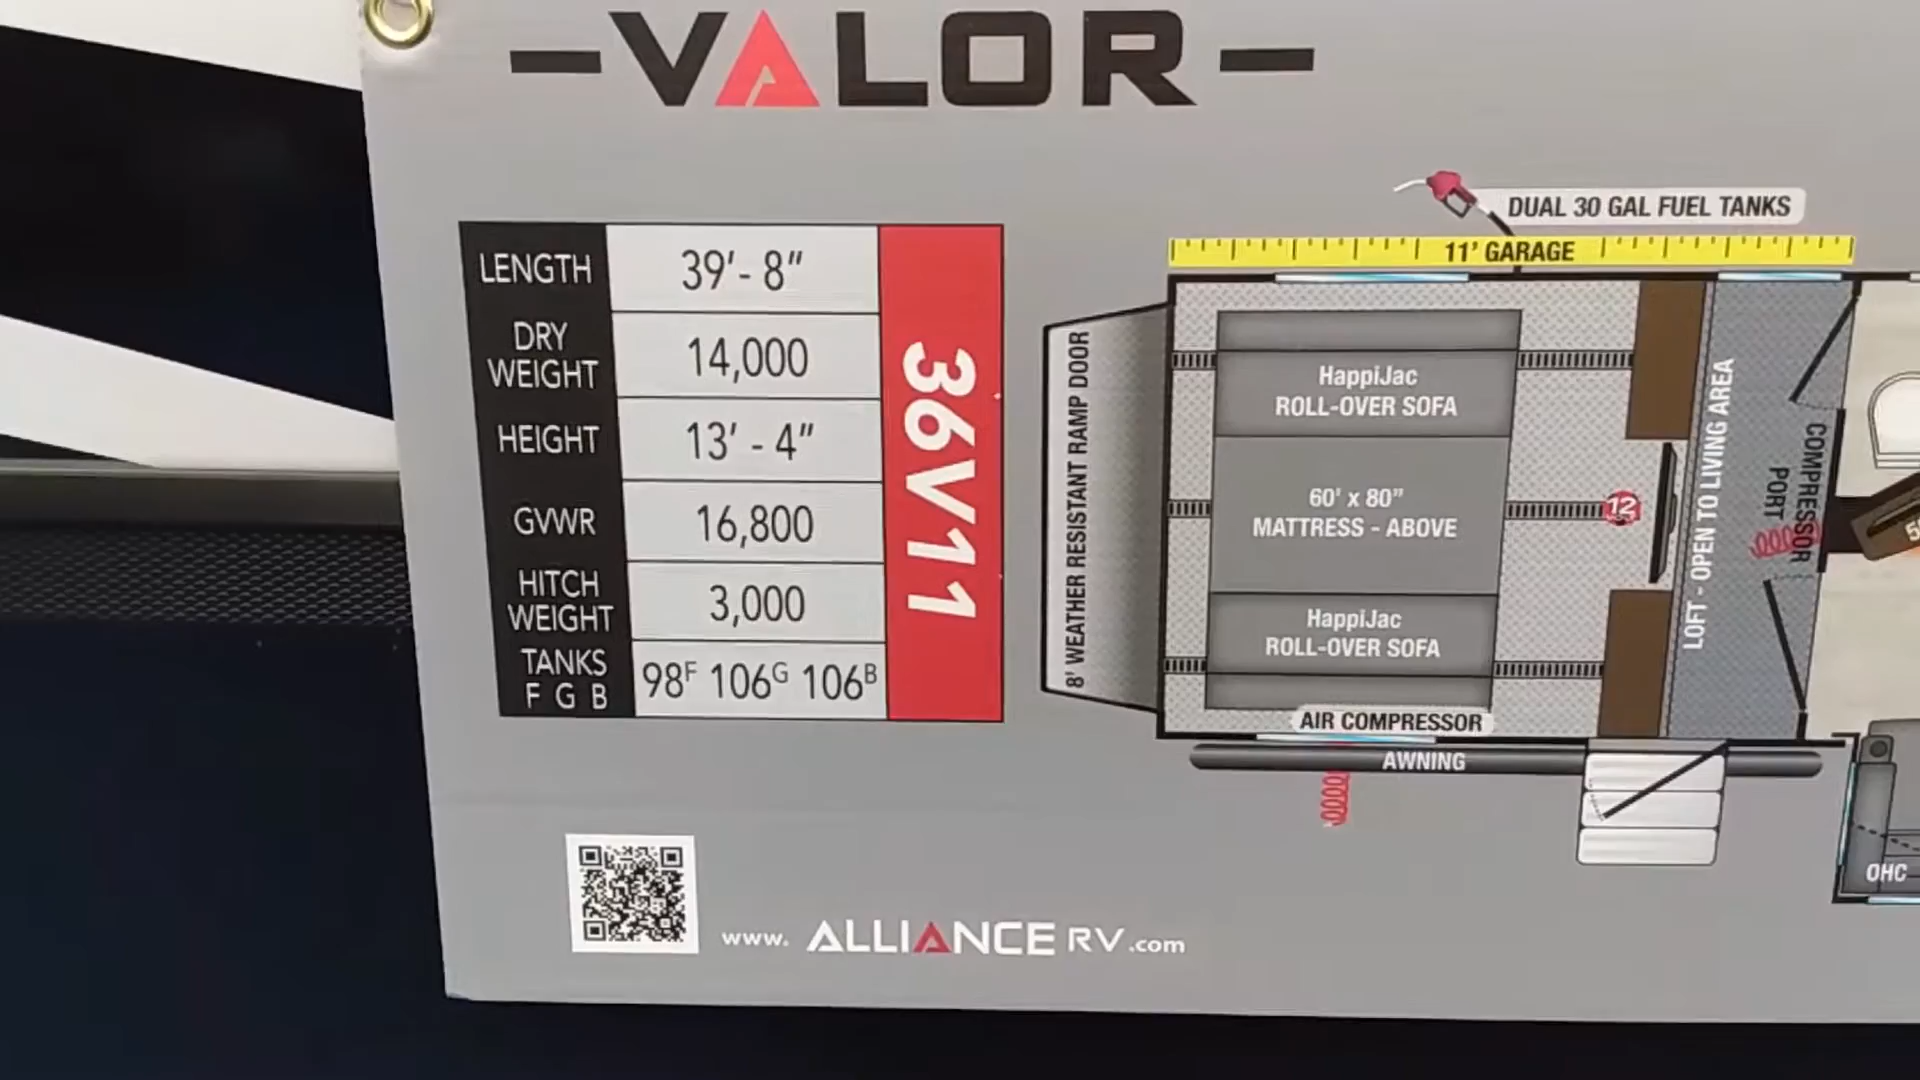 VALOR
LENGTH 39'- 8"
DRY WEIGHT 14,000
HEIGHT 13' - 4"
GVWR 16,800
HITCH WEIGHT 3,000
TANKS F G B 98F 106G 106B
36V11
DUAL 30 GAL FUEL TANKS
11' GARAGE
8' WEATHER RESISTANT RAMP DOOR
HappiJac
ROLL-OVER SOFA
60' x 80"
MATTRESS - ABOVE
HappiJac
ROLL-OVER SOFA
12
LOFT - OPEN TO LIVING AREA
COMPRESSOR
PORT
AIR COMPRESSOR
AWNING
OHC
www. ALLIANCE RV.com